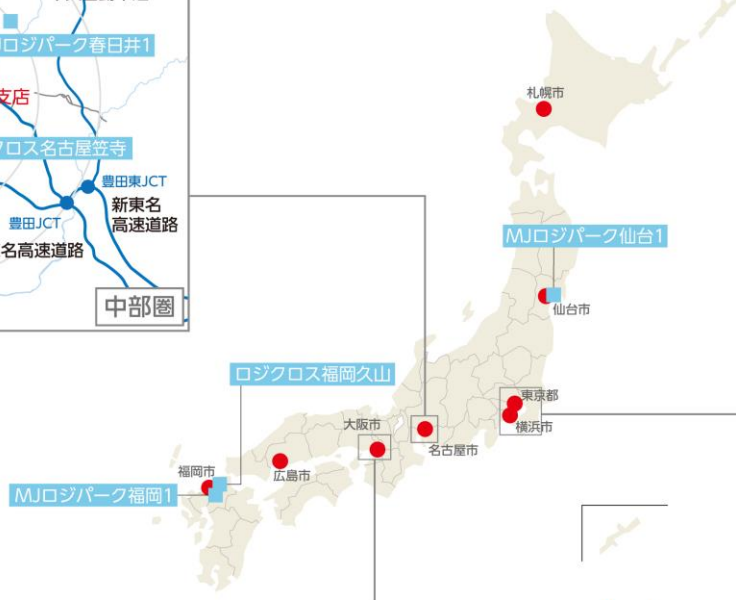 ロジパーク春日井1
支店
ロス名古屋笠寺
豊田東JCT
豊田JCT
新東名
高速道路
名高速道路
中部圏
札幌市
MJロジパーク仙台1
仙台市
ロジクロス福岡久山
東京都
横浜市
大阪市
名古屋市
福岡市
広島市
MJロジパーク福岡1